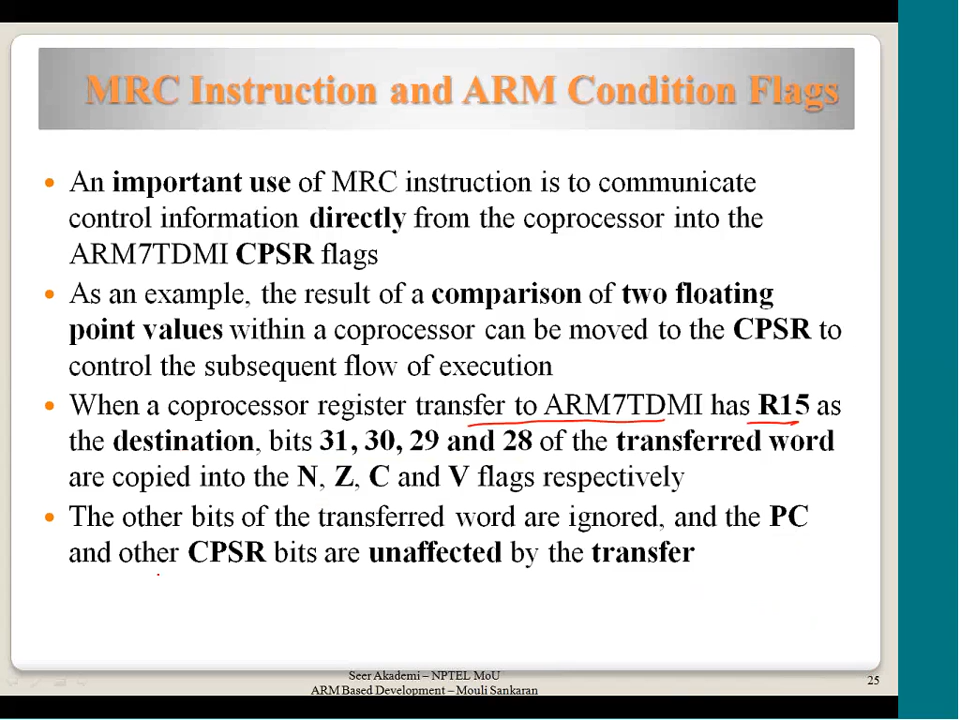 MRC Instruction and ARM Condition Flags
• An important use of MRC instruction is to communicate
control information directly from the coprocessor into the
ARM7TDMI CPSR flags
• As an example, the result of a comparison of two floating
point values within a coprocessor can be moved to the CPSR to
control the subsequent flow of execution
• When a coprocessor register transfer to ARM7TDMI has R15 as
the destination, bits 31, 30, 29 and 28 of the transferred word
are copied into the N, Z, C and V flags respectively
• The other bits of the transferred word are ignored, and the PC
and other CPSR bits are unaffected by the transfer
Seer Akademi – NPTEL MoU
ARM Based Development – Mouli Sankaran
25